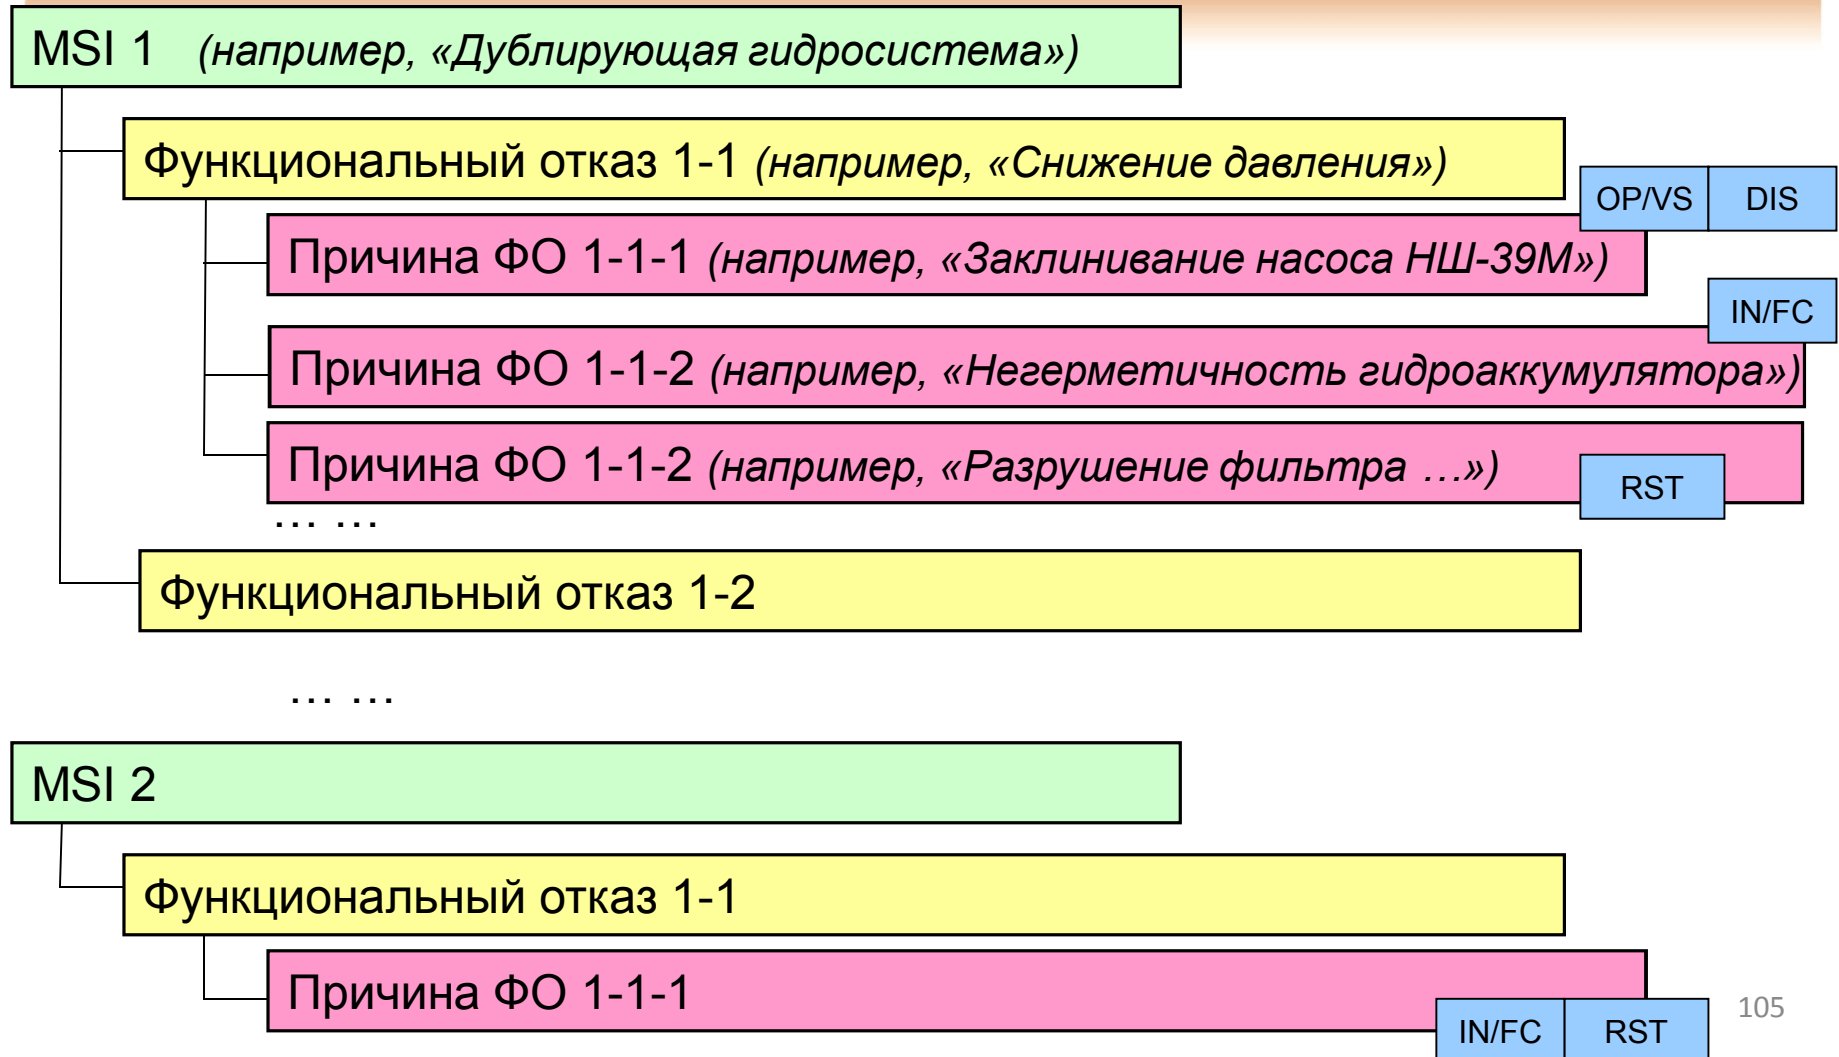 MSI 1 (например, «Дублирующая гидросистема»)
Функциональный отказ 1-1 (например, «Снижение давления»)
OP/VS DIS
Причина ФО 1-1-1 (например, «Заклинивание насоса НШ-39М»)
IN/FC
Причина ФО 1-1-2 (например, «Негерметичность гидроаккумулятора»)
Причина ФО 1-1-2 (например, «Разрушение фильтра …»)
RST
… …
Функциональный отказ 1-2
… …
MSI 2
Функциональный отказ 1-1
Причина ФО 1-1-1
IN/FC RST
105